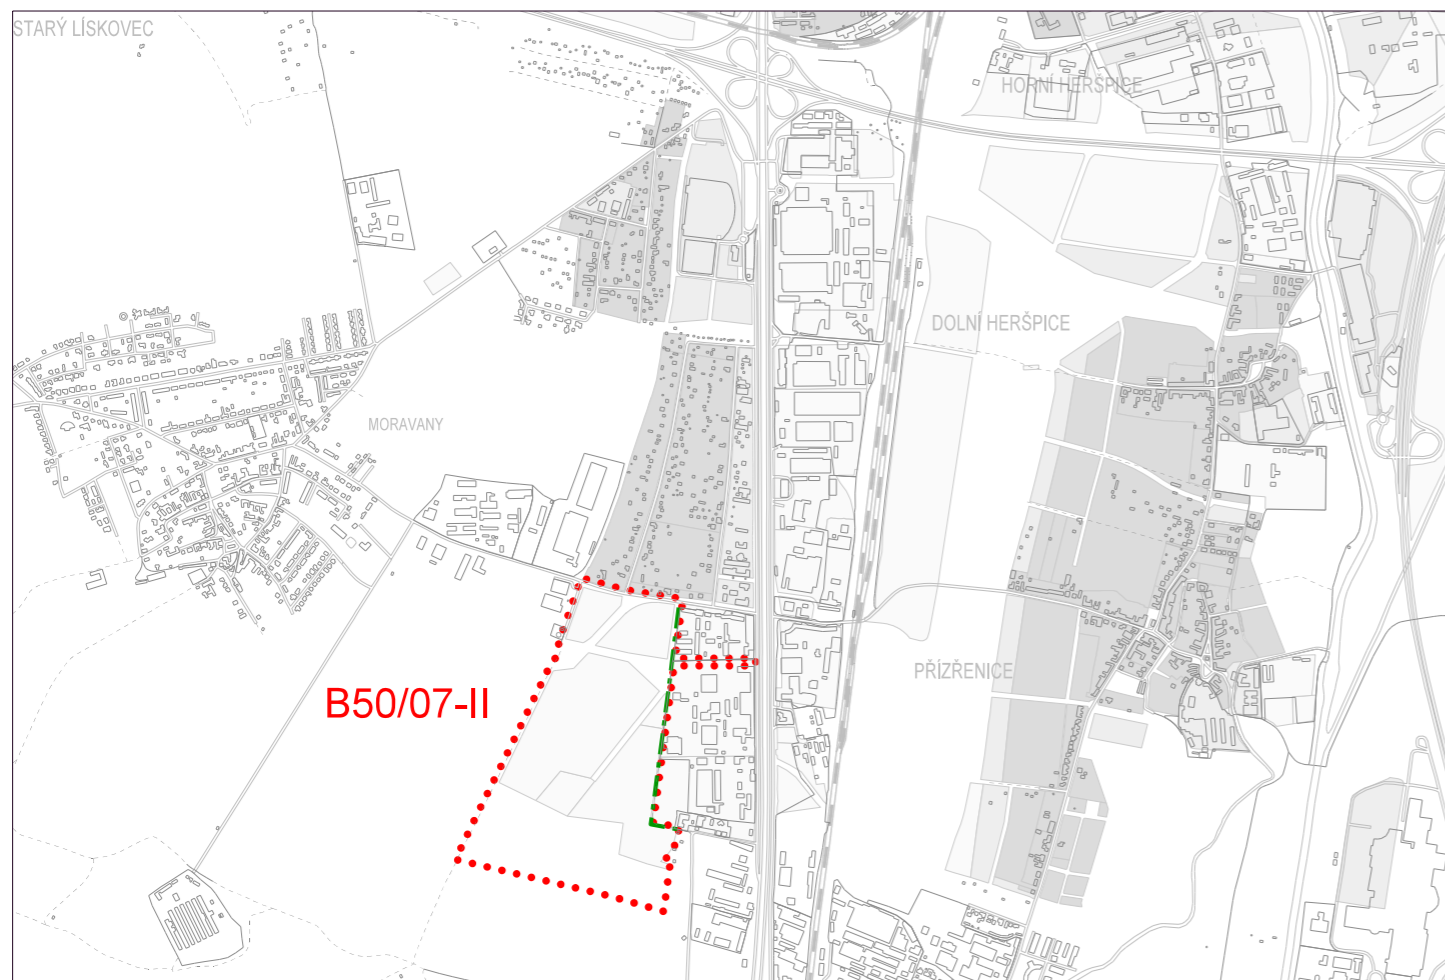 STARÝ LÍSKOVEC
HORNÍ HERŠPICE
DOLNÍ HERŠPICE
MORAVANY
PŘÍZŘENICE
B50/07-II